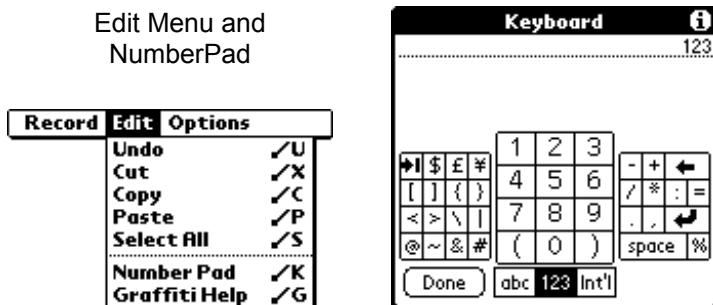 Edit Menu and
NumberPad
Record Edit Options
Undo ⁄U
Cut ⁄X
Copy ⁄C
Paste ⁄P
Select All ⁄S
Number Pad ⁄K
Graffiti Help ⁄G
Keyboard i
123
$ £ ¥
[ ] { }
< > \ |
@ ~ & #
1 2 3
4 5 6
7 8 9
( 0 )
- +
/ * : =
. ,
space %
Done abc 123 Int'l